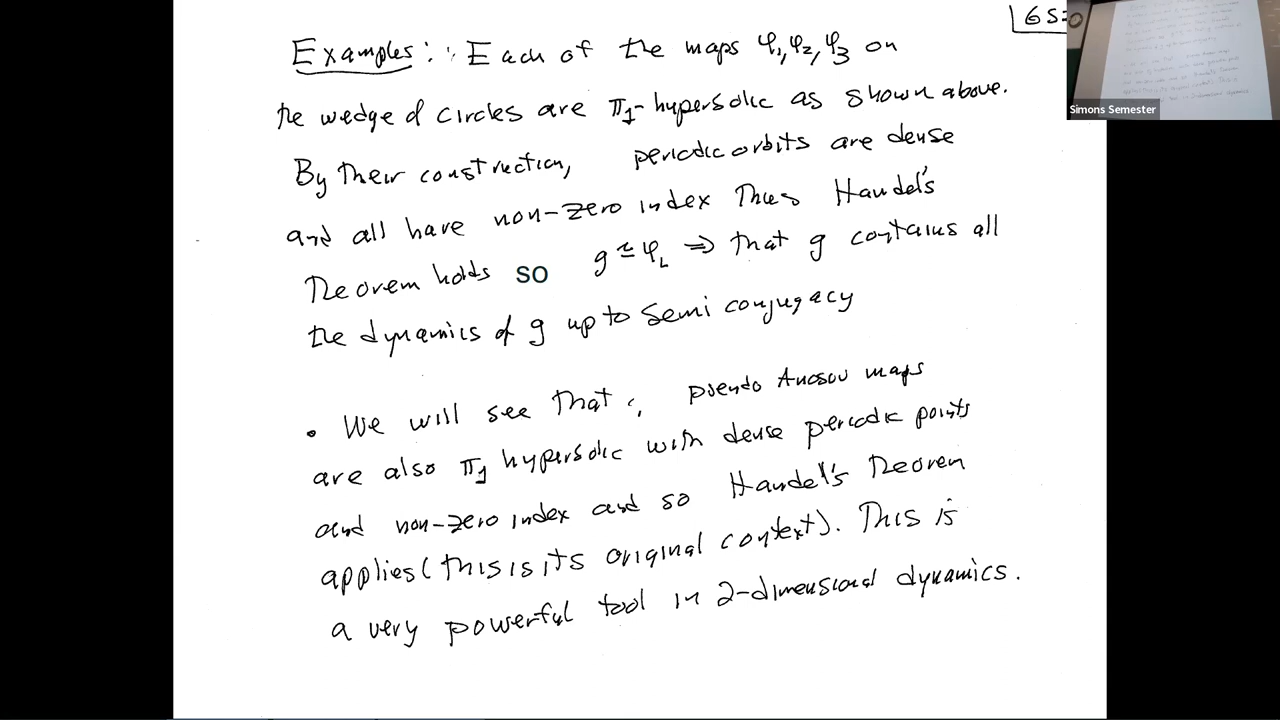 GS
Simons Semester
Examples: Each of the maps φ₁,φ₂,φ₃ on
the wedge of circles are π₁-hyperbolic as shown above.
By their construction, periodic orbits are dense
and all have non-zero index Thus Handel's
Theorem holds so g ≃ φ_i ⇒ that g contains all
the dynamics of g up to semi conjugacy
• We will see that pseudo Anosov maps
are also π₁ hyperbolic with dense periodic points
and non-zero index and so Handel's Theorem
applies (this is its original context). This is
a very powerful tool in 2-dimensional dynamics.